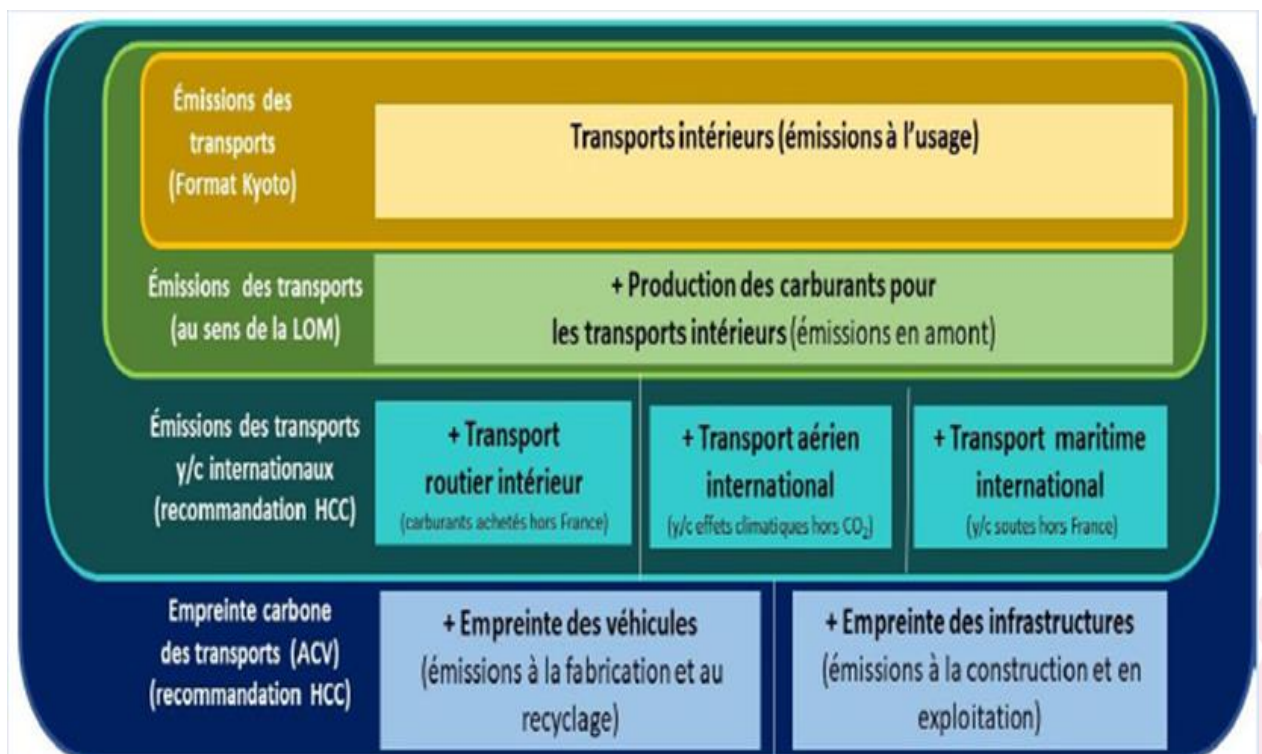 Émissions des
transports
(Format Kyoto)
Transports intérieurs (émissions à l'usage)
Émissions des transports
(au sens de la LOM)
+ Production des carburants pour
les transports intérieurs (émissions en amont)
Émissions des transports
y/c internationaux
(recommandation HCC)
+ Transport
routier intérieur
(carburants achetés hors France)
+ Transport aérien
international
(y/c effets climatiques hors CO₂)
+ Transport maritime
international
(y/c soutes hors France)
Empreinte carbone
des transports (ACV)
(recommandation HCC)
+ Empreinte des véhicules
(émissions à la fabrication et au
recyclage)
+ Empreinte des infrastructures
(émissions à la construction et en
exploitation)